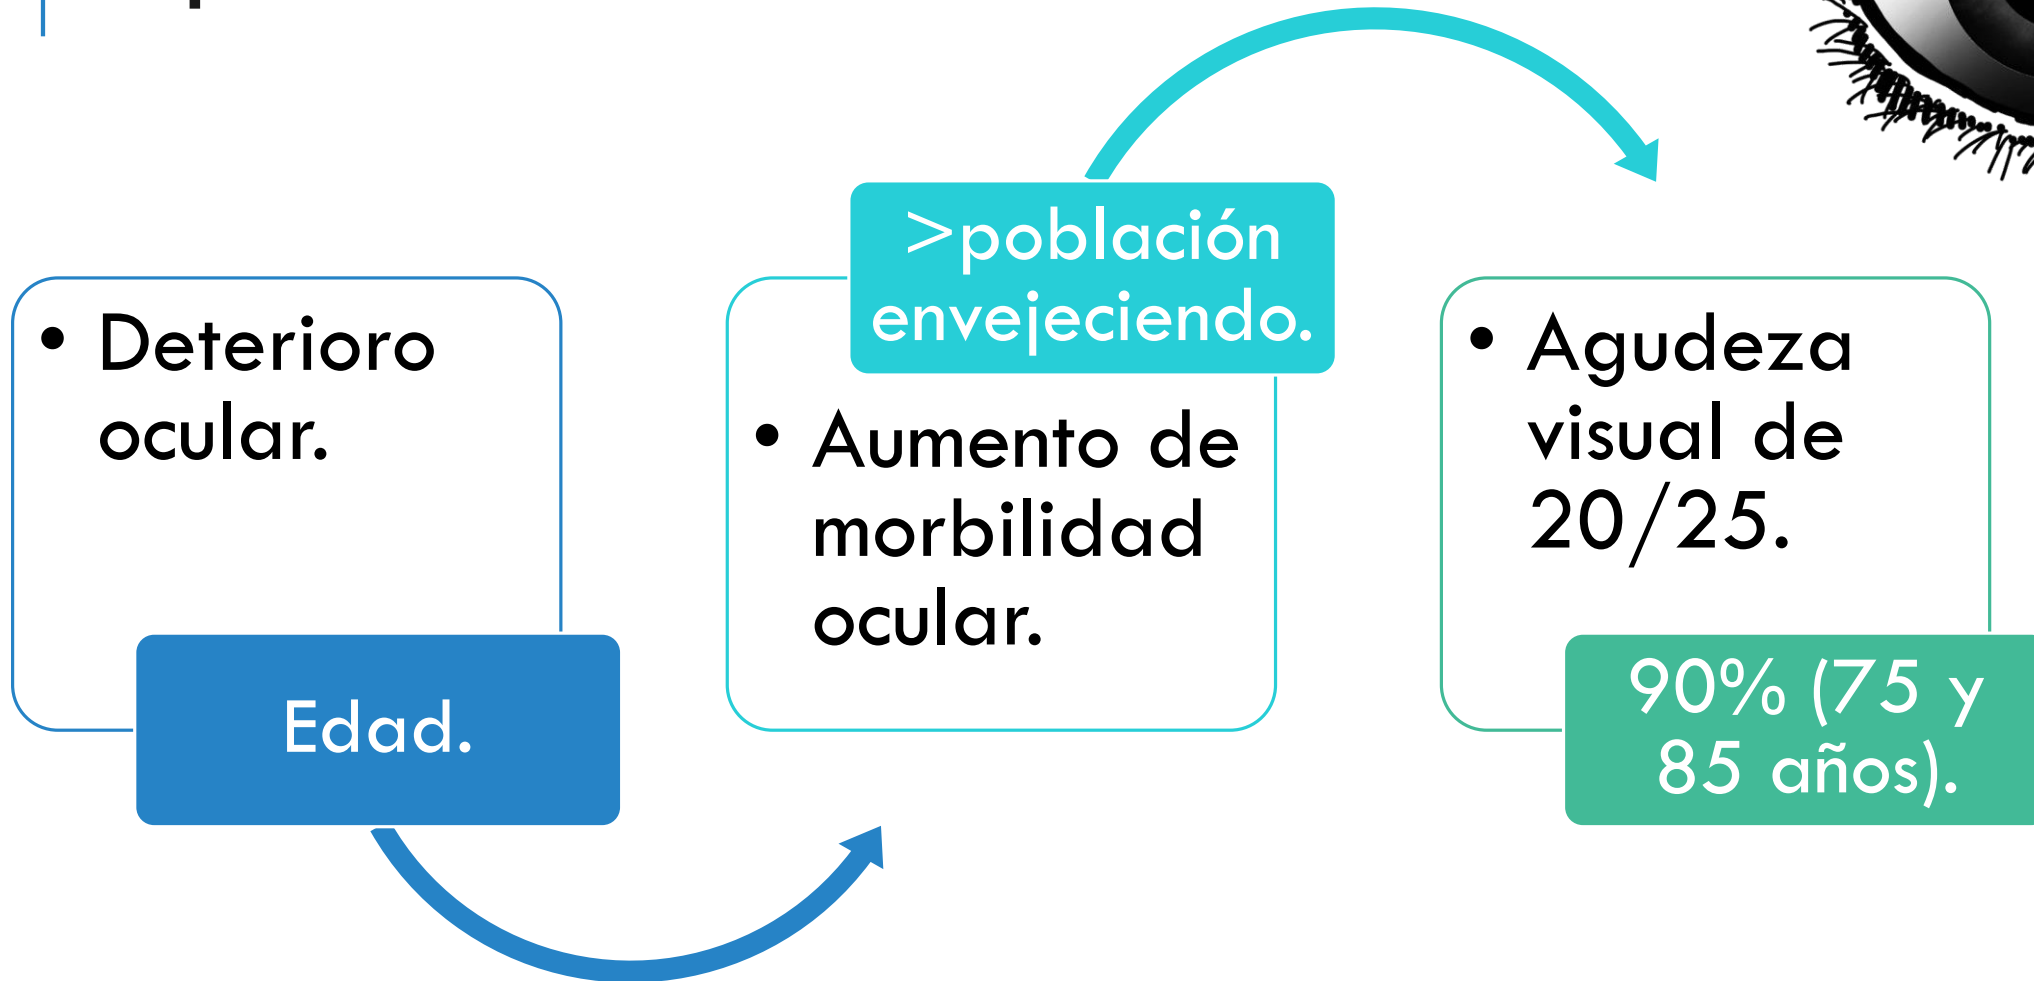 • Deterioro
ocular.
Edad.
>población
envejeciendo.
• Aumento de
morbilidad
ocular.
• Agudeza
visual de
20/25.
90% (75 y
85 años).